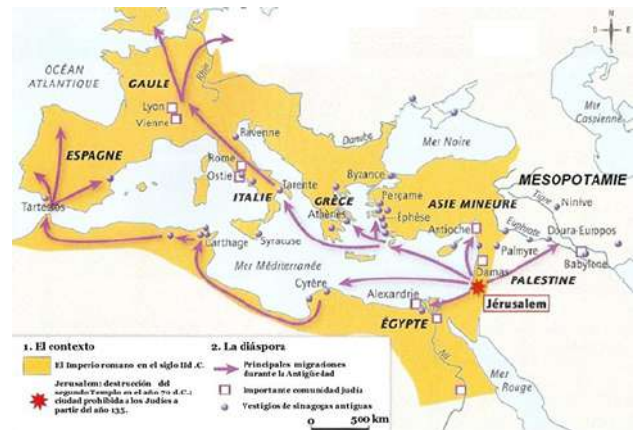 OCÉAN
ATLANTIQUE
GAULE
Rhin
Lyon
Vienne
ESPAGNE
Tartessos
Ravenne
Rome
Ostie
ITALIE
Tarente
Danube
Mer Noire
Mer
Caspienne
N
Byzance
GRÈCE
Pergame
Athènes
Éphèse
ASIE MINEURE
MESOPOTAMIE
Tigre
Ninive
Antioche
Euphrate
Doura-Europos
Palmyre
Babylone
Damas
PALESTINE
Jérusalem
Carthage
Syracuse
Mer Méditerranée
Cyrène
Alexandrie
ÉGYPTE
Nil
Mer
Rouge
1. El contexto
El Imperio romano en el siglo IId .C.
Jerusalem: destrucción del
segundo Templo en el año 70 d.C.;
ciudad prohibida a los Judíos a
partir del año 135.
2. La diáspora
Principales migraciones
durante la Antigüedad
Importante comunidad judía
Vestigios de sinagogas antiguas
0 500 km